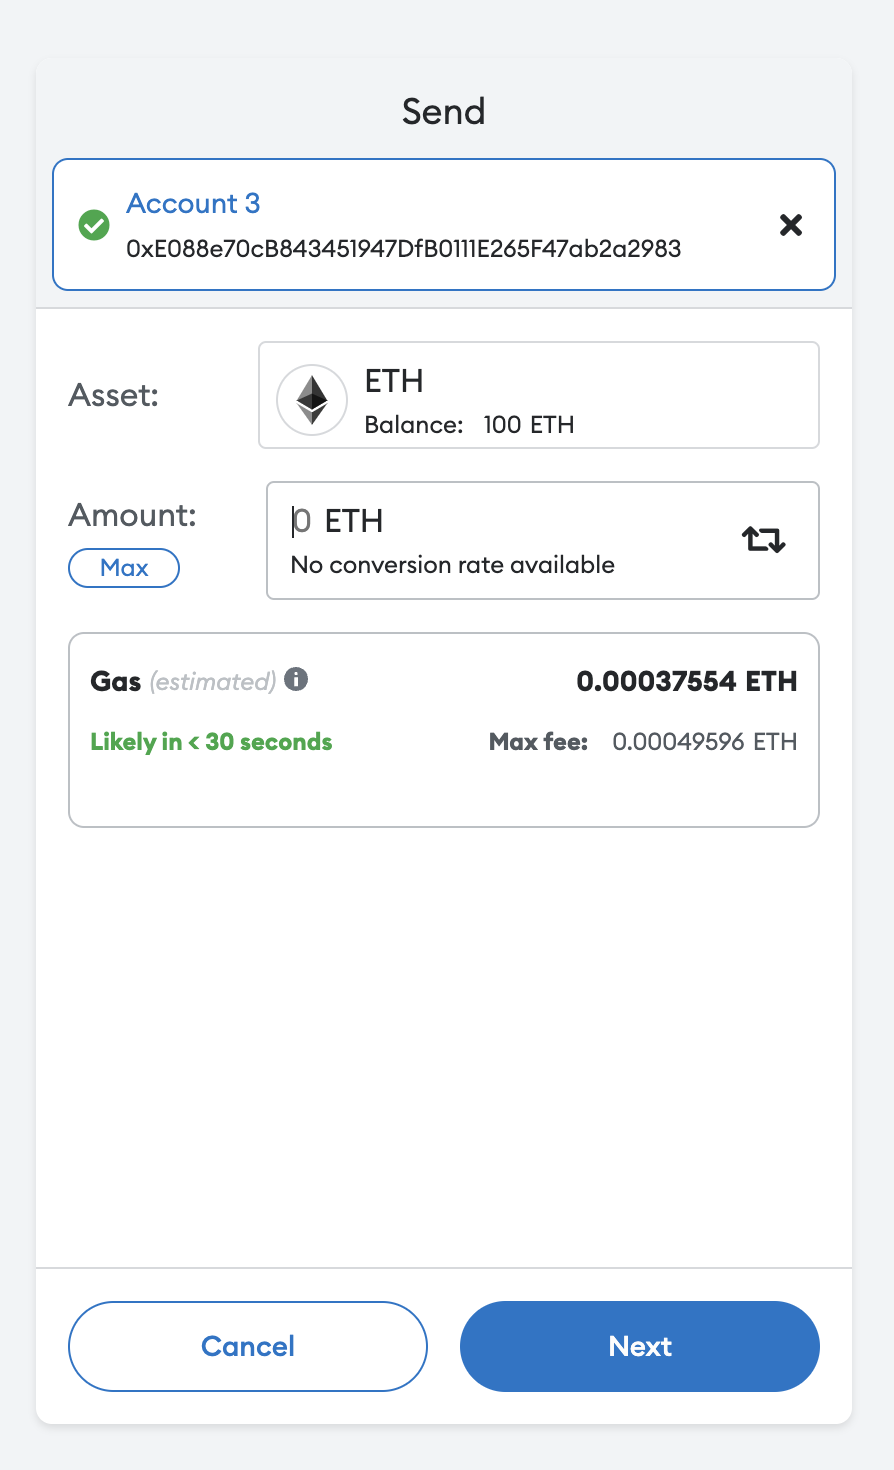 Send
Account 3
0xE088e70cB843451947DfB0111E265F47ab2a2983
Asset:
ETH
Balance: 100 ETH
Amount:
Max
0 ETH
No conversion rate available
Gas (estimated) 0.00037554 ETH
Likely in < 30 seconds Max fee: 0.00049596 ETH
Cancel
Next